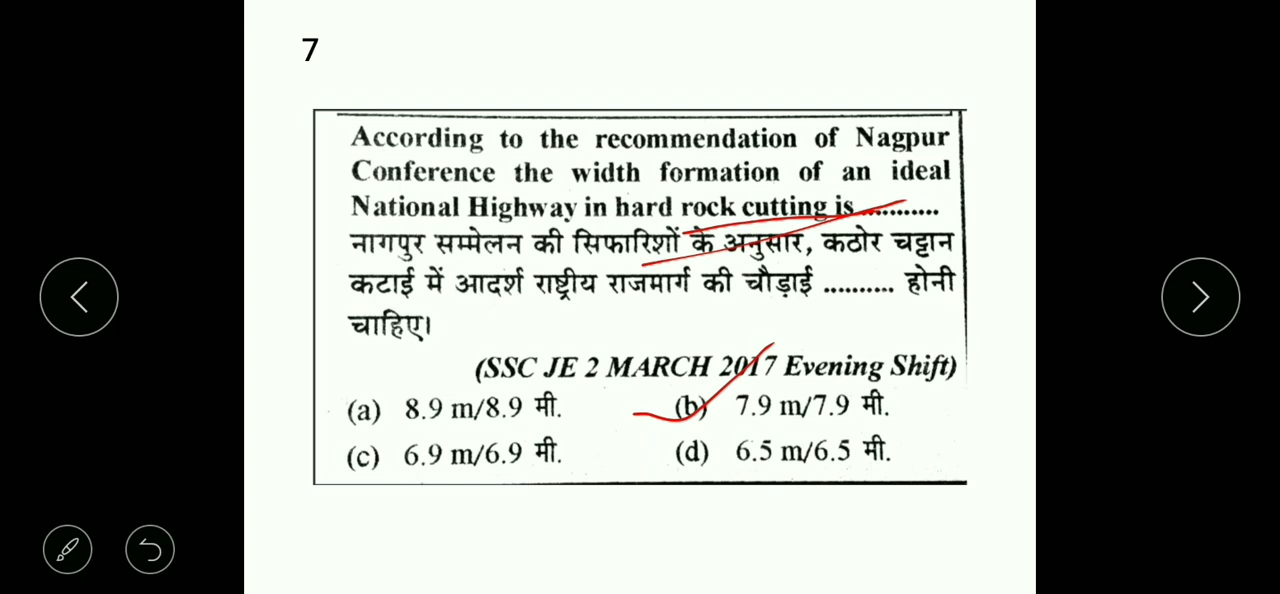 7
According to the recommendation of Nagpur
Conference the width formation of an ideal
National Highway in hard rock cutting is...........
नागपुर सम्मेलन की सिफारिशों के अनुसार, कठोर चट्टान
कटाई में आदर्श राष्ट्रीय राजमार्ग की चौड़ाई .......... होनी
चाहिए।
(SSC JE 2 MARCH 2017 Evening Shift)
(a) 8.9 m/8.9 मी. (b) 7.9 m/7.9 मी.
(c) 6.9 m/6.9 मी. (d) 6.5 m/6.5 मी.